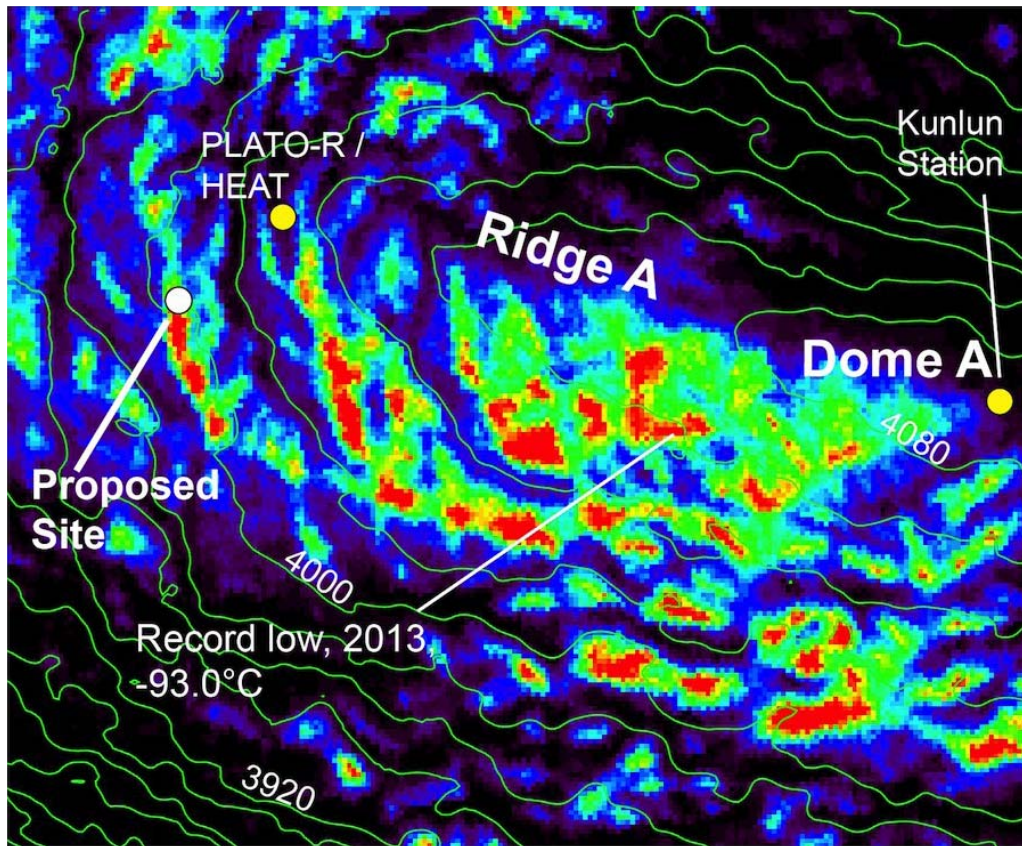 Kunlun
Station
PLATO-R /
HEAT
Ridge A
Dome A
4080
Proposed
Site
4000
Record low, 2013,
-93.0°C
3920